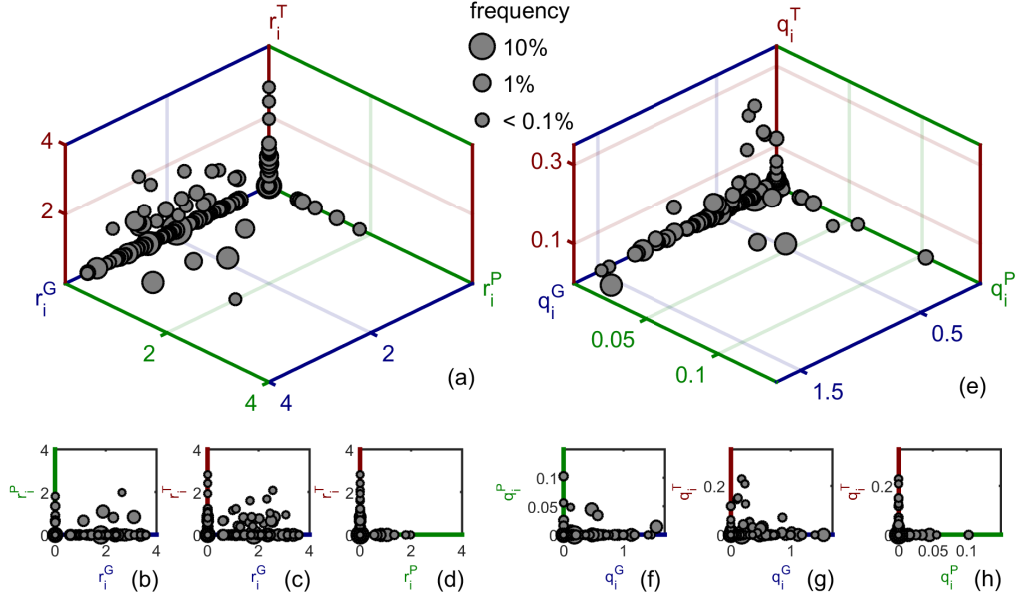 frequency
10%
1%
< 0.1%
r_i^T
4
2
r_i^G
2
4
4
2
r_i^P
(a)
q_i^T
0.3
0.1
q_i^G
0.05
0.1
1.5
0.5
q_i^P
(e)
r_i^P
4
2
0
0
2
4
r_i^G
(b)
r_i^T
4
2
0
0
2
4
r_i^G
(c)
r_i^T
4
2
0
0
2
4
r_i^P
(d)
q_i^P
0.1
0.05
0
0
1
q_i^G
(f)
q_i^T
0.2
0
0
1
q_i^G
(g)
q_i^T
0.2
0
0
0.05
0.1
q_i^P
(h)